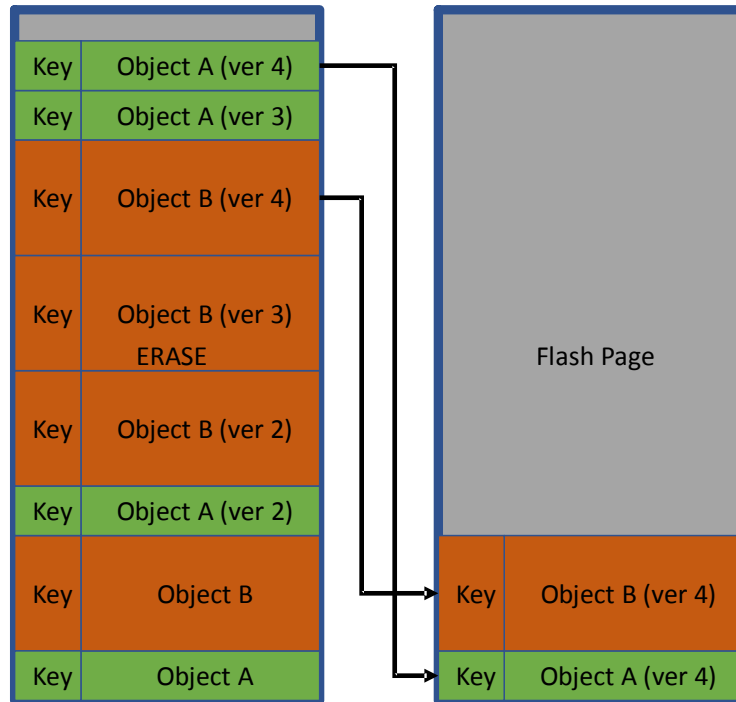 Key Object A (ver 4)
Key Object A (ver 3)
Key Object B (ver 4)
Key Object B (ver 3)
ERASE
Key Object B (ver 2)
Key Object A (ver 2)
Key Object B
Key Object A
Flash Page
Key Object B (ver 4)
Key Object A (ver 4)